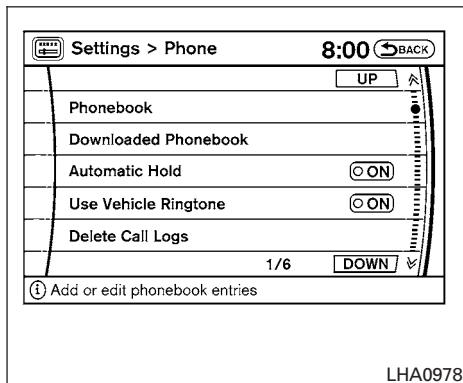 Settings > Phone 8:00 BACK
UP
Phonebook
Downloaded Phonebook
Automatic Hold ON
Use Vehicle Ringtone ON
Delete Call Logs
1/6 DOWN
i Add or edit phonebook entries
LHA0978